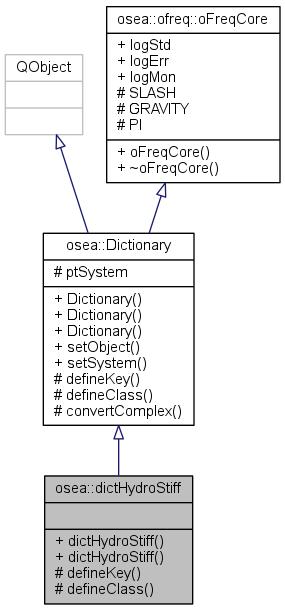 osea::ofreq::oFreqCore
+ logStd
+ logErr
+ logMon
# SLASH
# GRAVITY
# PI
+ oFreqCore()
+ ~oFreqCore()
QObject
osea::Dictionary
# ptSystem
+ Dictionary()
+ Dictionary()
+ Dictionary()
+ setObject()
+ setSystem()
# defineKey()
# defineClass()
# convertComplex()
osea::dictHydroStiff
+ dictHydroStiff()
+ dictHydroStiff()
# defineKey()
# defineClass()